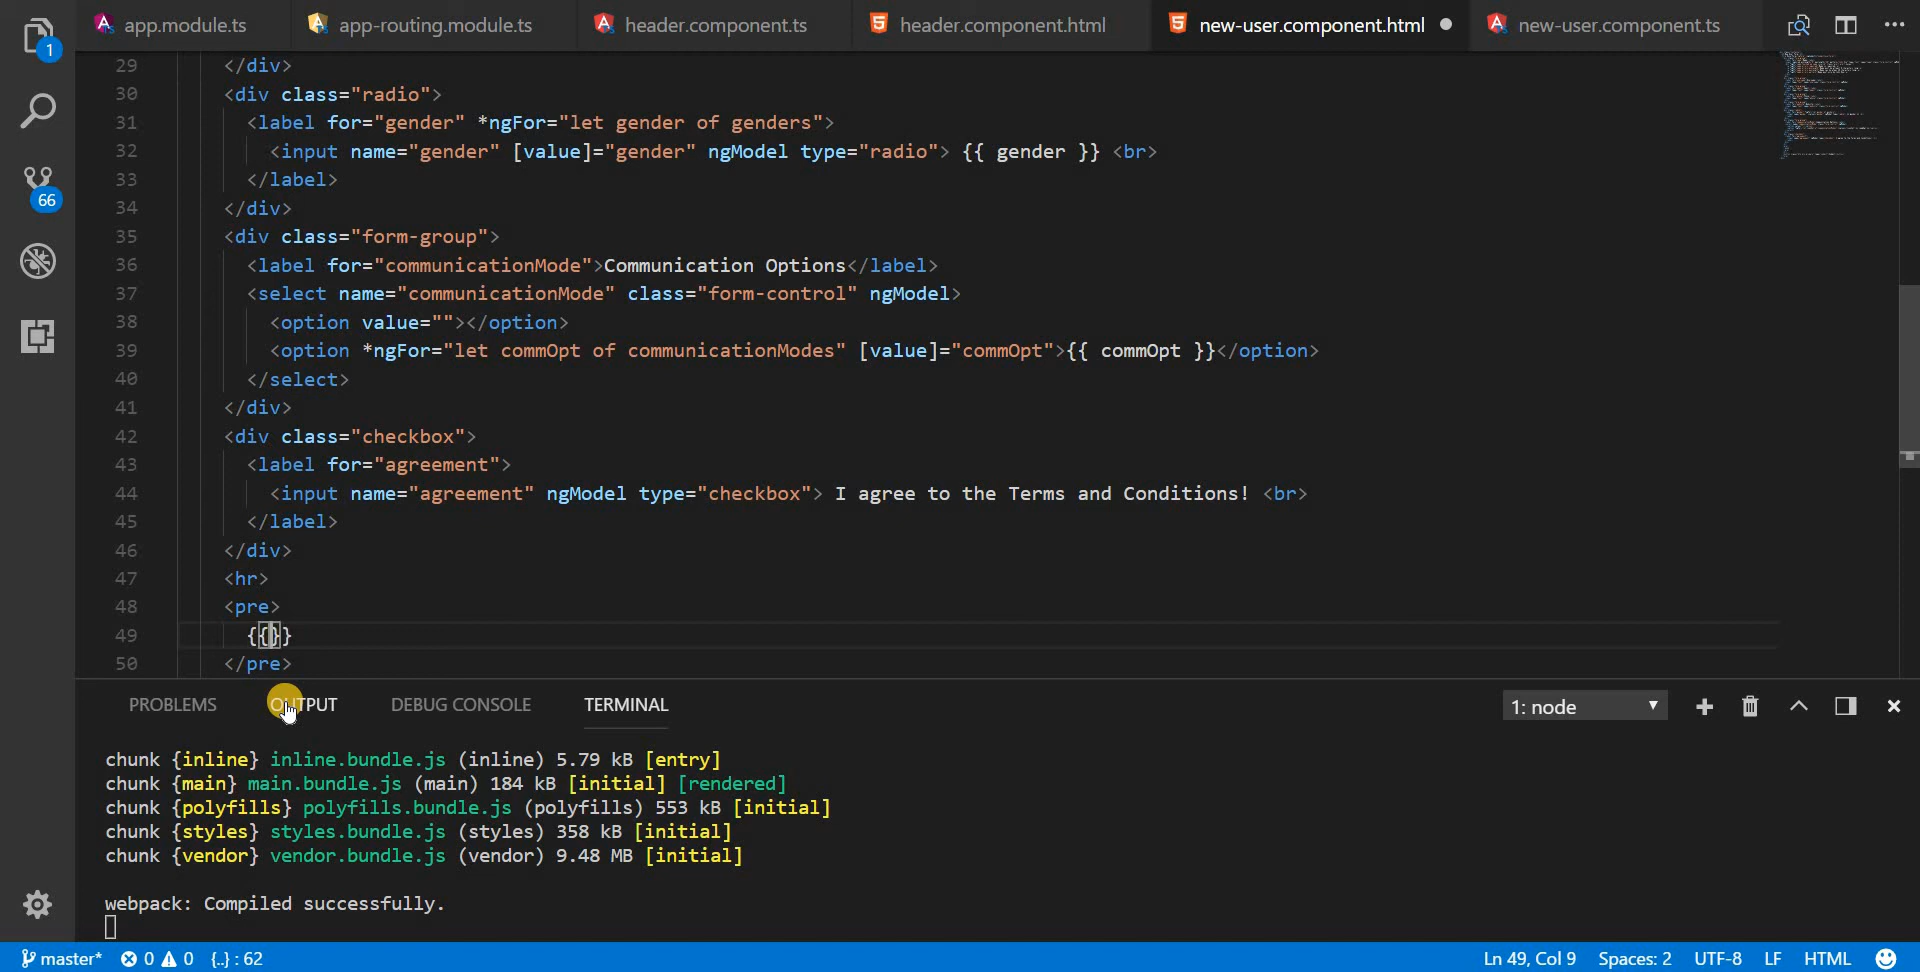 1
app.module.ts
app-routing.module.ts
header.component.ts
header.component.html
new-user.component.html
new-user.component.ts
66
29 </div>
30 <div class="radio">
31 <label for="gender" *ngFor="let gender of genders">
32 <input name="gender" [value]="gender" ngModel type="radio"> {{ gender }} <br>
33 </label>
34 </div>
35 <div class="form-group">
36 <label for="communicationMode">Communication Options</label>
37 <select name="communicationMode" class="form-control" ngModel>
38 <option value=""></option>
39 <option *ngFor="let commOpt of communicationModes" [value]="commOpt">{{ commOpt }}</option>
40 </select>
41 </div>
42 <div class="checkbox">
43 <label for="agreement">
44 <input name="agreement" ngModel type="checkbox"> I agree to the Terms and Conditions! <br>
45 </label>
46 </div>
47 <hr>
48 <pre>
49 {{}}
50 </pre>
PROBLEMS
OUTPUT
DEBUG CONSOLE
TERMINAL
1: node
chunk {inline} inline.bundle.js (inline) 5.79 kB [entry]
chunk {main} main.bundle.js (main) 184 kB [initial] [rendered]
chunk {polyfills} polyfills.bundle.js (polyfills) 553 kB [initial]
chunk {styles} styles.bundle.js (styles) 358 kB [initial]
chunk {vendor} vendor.bundle.js (vendor) 9.48 MB [initial]
webpack: Compiled successfully.
master* 0 0 {..} : 62
Ln 49, Col 9 Spaces: 2 UTF-8 LF HTML